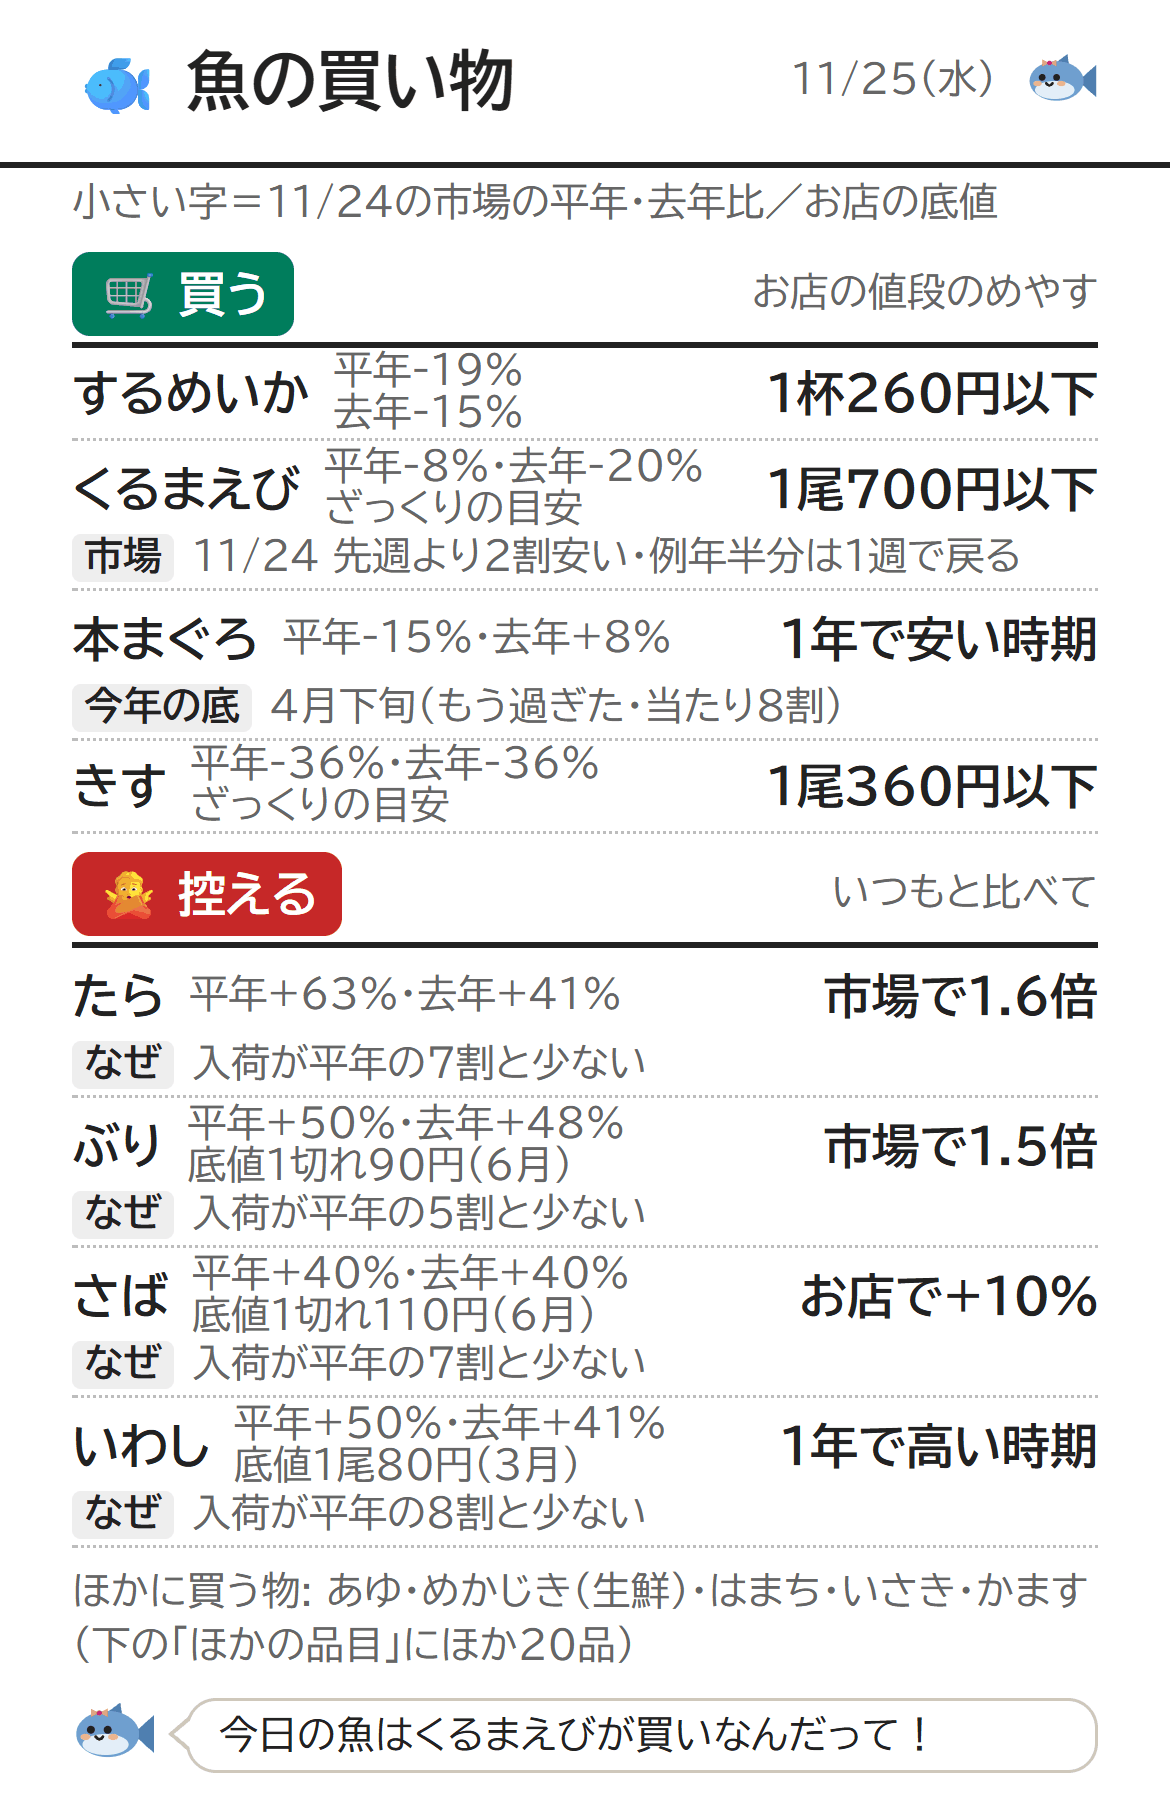 魚の買い物
11/25(水)
小さい字=11/24の市場の平年・去年比／お店の底値
買う
お店の値段のめやす
するめいか 平年-19% 去年-15% 1杯260円以下
くるまえび 平年-8%・去年-20% ざっくりの目安 1尾700円以下
市場 11/24 先週より2割安い・例年半分は1週で戻る
本まぐろ 平年-15%・去年+8% 1年で安い時期
今年の底 4月下旬(もう過ぎた・当たり8割)
きす 平年-36%・去年-36% ざっくりの目安 1尾360円以下
控える
いつもと比べて
たら 平年+63%・去年+41% 市場で1.6倍
なぜ 入荷が平年の7割と少ない
ぶり 平年+50%・去年+48% 底値1切れ90円(6月) 市場で1.5倍
なぜ 入荷が平年の5割と少ない
さば 平年+40%・去年+40% 底値1切れ110円(6月) お店で+10%
なぜ 入荷が平年の7割と少ない
いわし 平年+50%・去年+41% 底値1尾80円(3月) 1年で高い時期
なぜ 入荷が平年の8割と少ない
ほかに買う物: あゆ・めかじき(生鮮)・はまち・いさき・かます
(下の「ほかの品目」にほか20品)
今日の魚はくるまえびが買いなんだって！